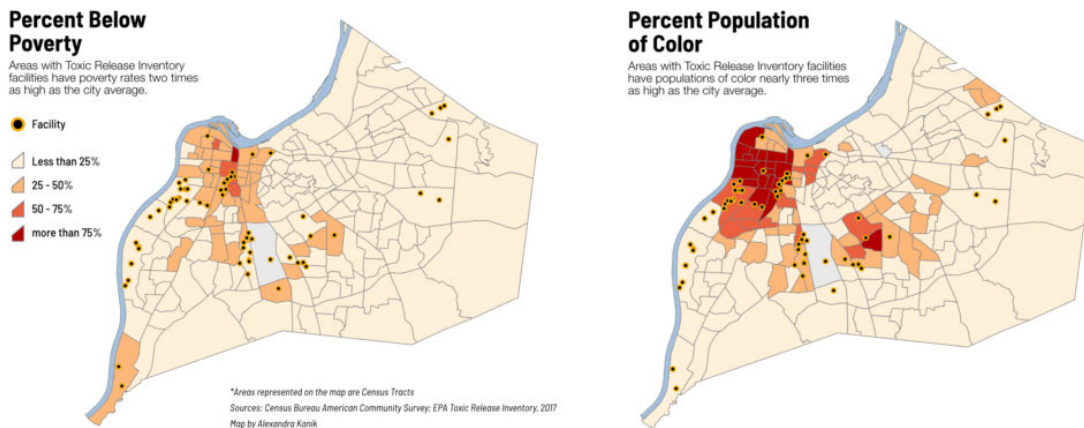 Percent Below
Poverty
Areas with Toxic Release Inventory
facilities have poverty rates two times
as high as the city average.
Facility
Less than 25%
25 - 50%
50 - 75%
more than 75%
*Areas represented on the map are Census Tracts
Sources: Census Bureau American Community Survey; EPA Toxic Release Inventory, 2017
Map by Alexandra Kanik
Percent Population
of Color
Areas with Toxic Release Inventory facilities
have populations of color nearly three times
as high as the city average.